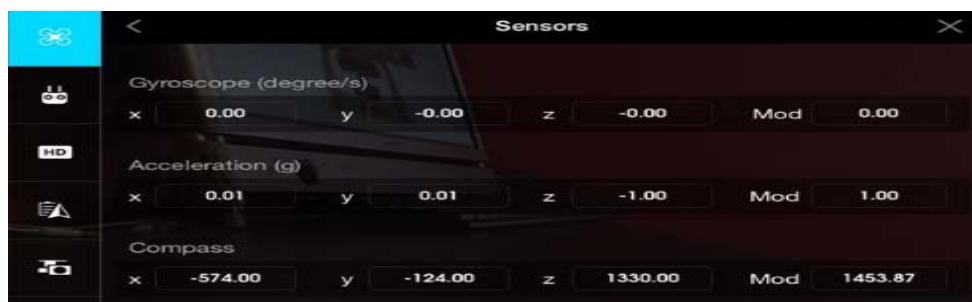 Sensors
Gyroscope (degree/s)
x 0.00 y -0.00 z -0.00 Mod 0.00
HD
Acceleration (g)
x 0.01 y 0.01 z -1.00 Mod 1.00
Compass
x -574.00 y -124.00 z 1330.00 Mod 1453.87